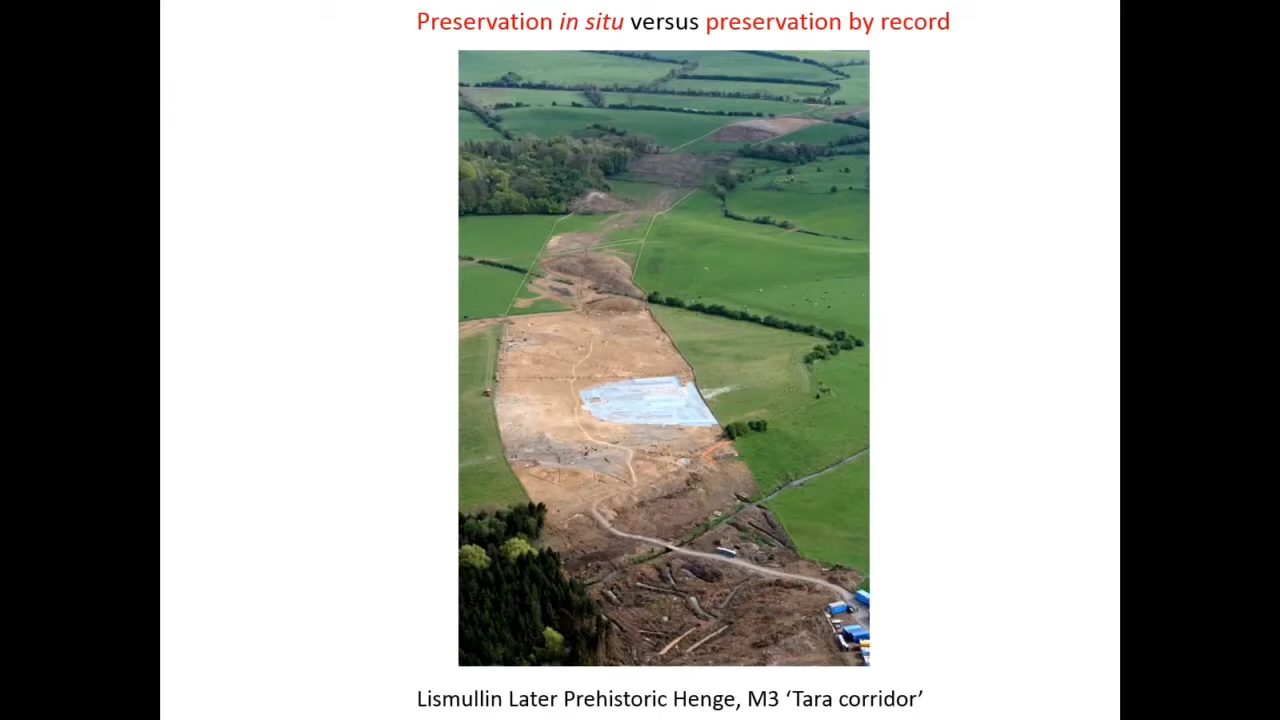 Preservation in situ versus preservation by record
Lismullin Later Prehistoric Henge, M3 ‘Tara corridor’